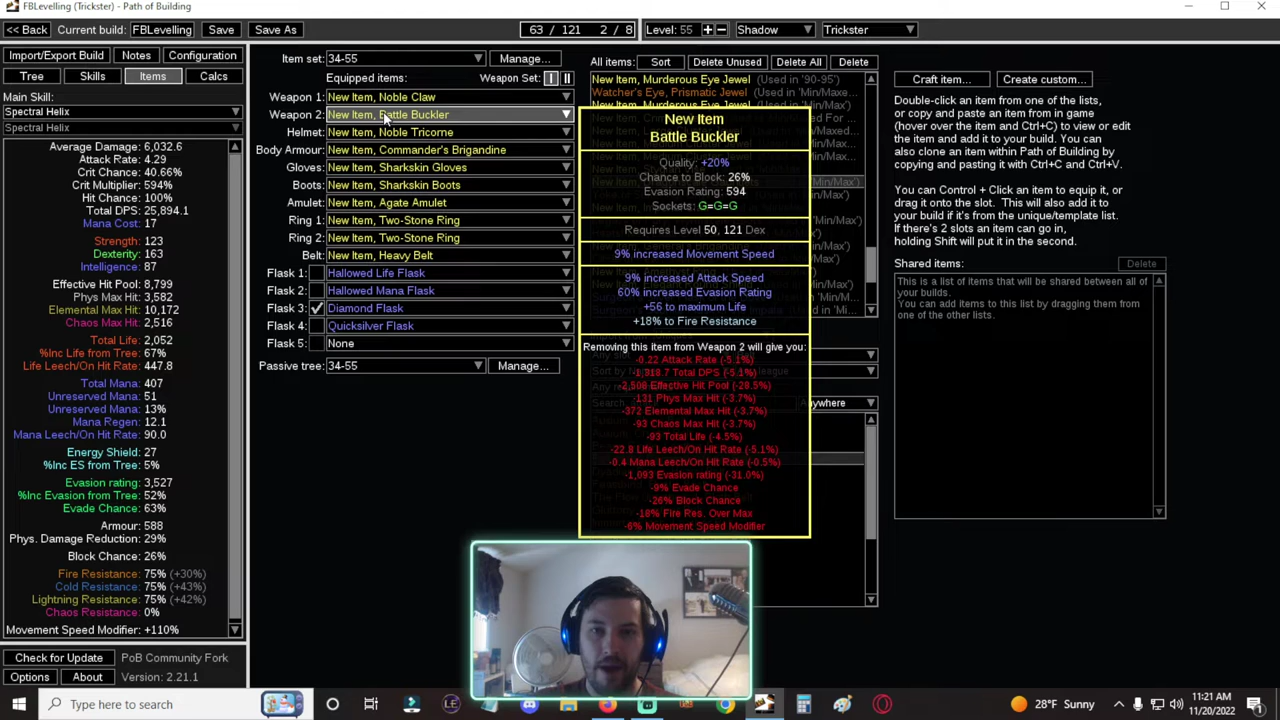 FBLevelling (Trickster) - Path of Building
<< Back Current build: FBLevelling Save Save As 63 / 121 2 / 8 Level: 55 Shadow Trickster
Import/Export Build Notes Configuration
Tree Skills Items Calcs
Main Skill:
Spectral Helix
Spectral Helix
Average Damage: 6,032.6
Attack Rate: 4.29
Crit Chance: 40.66%
Crit Multiplier: 594%
Hit Chance: 100%
Total DPS: 25,894.1
Mana Cost: 17
Strength: 123
Dexterity: 163
Intelligence: 87
Effective Hit Pool: 8,799
Phys Max Hit: 3,582
Elemental Max Hit: 10,172
Chaos Max Hit: 2,516
Total Life: 2,052
%Inc Life from Tree: 67%
Life Leech/On Hit Rate: 447.8
Total Mana: 407
Unreserved Mana: 51
Unreserved Mana: 13%
Mana Regen: 12.1
Mana Leech/On Hit Rate: 90.0
Energy Shield: 27
%Inc ES from Tree: 5%
Evasion rating: 3,527
%Inc Evasion from Tree: 52%
Evade Chance: 63%
Armour: 588
Phys. Damage Reduction: 29%
Block Chance: 26%
Fire Resistance: 75% (+30%)
Cold Resistance: 75% (+43%)
Lightning Resistance: 75% (+42%)
Chaos Resistance: 0%
Movement Speed Modifier: +110%
Check for Update PoB Community Fork
Options About Version: 2.21.1
Item set: 34-55 Manage...
Equipped items: Weapon Set: I II
Weapon 1: New Item, Noble Claw
Weapon 2: New Item, Battle Buckler
Helmet: New Item, Noble Tricorne
Body Armour: New Item, Commander's Brigandine
Gloves: New Item, Sharkskin Gloves
Boots: New Item, Sharkskin Boots
Amulet: New Item, Agate Amulet
Ring 1: New Item, Two-Stone Ring
Ring 2: New Item, Two-Stone Ring
Belt: New Item, Heavy Belt
Flask 1: Hallowed Life Flask
Flask 2: Hallowed Mana Flask
Flask 3: Diamond Flask
Flask 4: Quicksilver Flask
Flask 5: None
Passive tree: 34-55 Manage...
All items: Sort Delete Unused Delete All Delete
New Item, Murderous Eye Jewel (Used in '90-95')
Watcher's Eye, Prismatic Jewel (Used in 'Min/Maxe
New Item, Murderous Eye Jewel (Used in 'Min/Max')
New Item
Battle Buckler
Quality: +20%
Chance to Block: 26%
Evasion Rating: 594
Sockets: G=G=G
Requires Level 50, 121 Dex
9% increased Movement Speed
9% increased Attack Speed
60% increased Evasion Rating
+56 to maximum Life
+18% to Fire Resistance
Removing this item from Weapon 2 will give you:
-0.22 Attack Rate (-5.1%)
-1,318.7 Total DPS (-5.1%)
-2,508 Effective Hit Pool (-28.5%)
-131 Phys Max Hit (-3.7%)
-372 Elemental Max Hit (-3.7%)
-93 Chaos Max Hit (-3.7%)
-93 Total Life (-4.5%)
-22.8 Life Leech/On Hit Rate (-5.1%)
-0.4 Mana Leech/On Hit Rate (-0.5%)
-1,093 Evasion rating (-31.0%)
-9% Evade Chance
-26% Block Chance
-18% Fire Res. Over Max
-6% Movement Speed Modifier
Min/Max')
league
Anywhere
Craft item... Create custom...
Double-click an item from one of the lists,
or copy and paste an item from in game
(hover over the item and Ctrl+C) to view or edit
the item and add it to your build. You can
also clone an item within Path of Building by
copying and pasting it with Ctrl+C and Ctrl+V.
You can Control + Click an item to equip it, or
drag it onto the slot. This will also add it to
your build if it's from the unique/template list.
If there's 2 slots an item can go in,
holding Shift will put it in the second.
Shared items: Delete
This is a list of items that will be shared between all of
your builds.
You can add items to this list by dragging them from
one of the other lists.
Type here to search
28°F Sunny
11:21 AM
11/20/2022